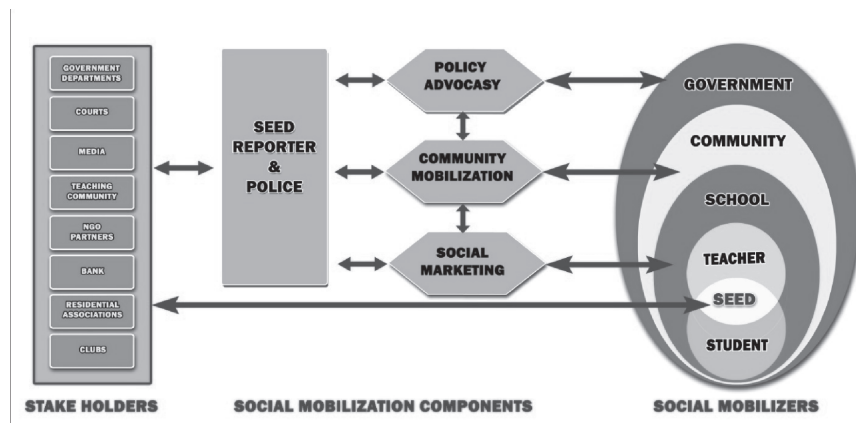 GOVERNMENT
DEPARTMENTS
COURTS
MEDIA
TEACHING
COMMUNITY
NGO
PARTNERS
BANK
RESIDENTIAL
ASSOCIATIONS
CLUBS
STAKE HOLDERS
SEED
REPORTER
&
POLICE
POLICY
ADVOCASY
COMMUNITY
MOBILIZATION
SOCIAL
MARKETING
SOCIAL MOBILIZATION COMPONENTS
GOVERNMENT
COMMUNITY
SCHOOL
TEACHER
SEED
STUDENT
SOCIAL MOBILIZERS